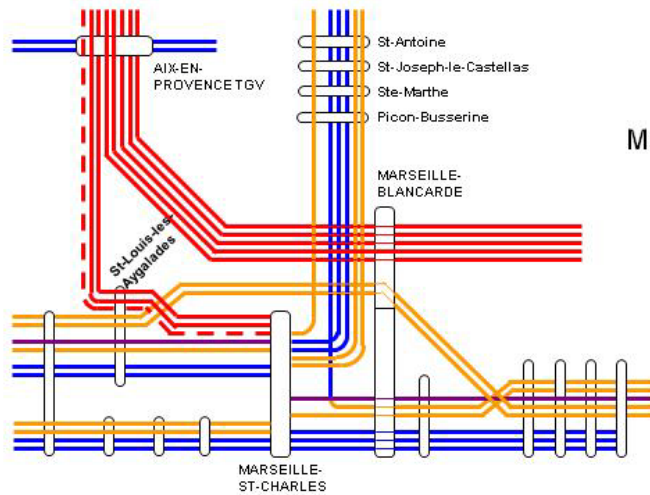 St-Antoine
St-Joseph-le-Castellas
Ste-Marthe
Picon-Busserine
AIX-EN-
PROVENCE TGV
M
MARSEILLE-
BLANCARDE
St-Louis-les-
Aygalades
MARSEILLE-
ST-CHARLES